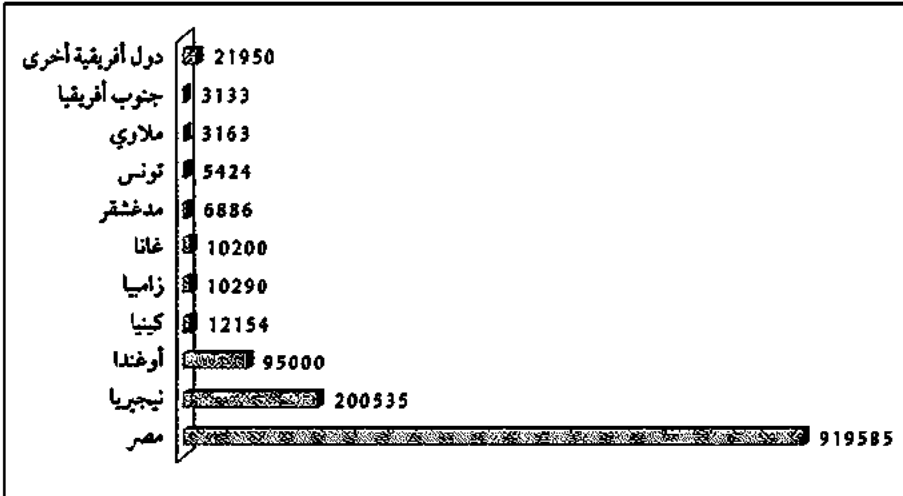 دول أفريقية أخرى 21950
جنوب أفريقيا 3133
ملاوي 3163
تونس 5424
مدغشقر 6886
غانا 10200
زامبيا 10290
كينيا 12154
أوغندا 95000
نيجيريا 200535
مصر 919585